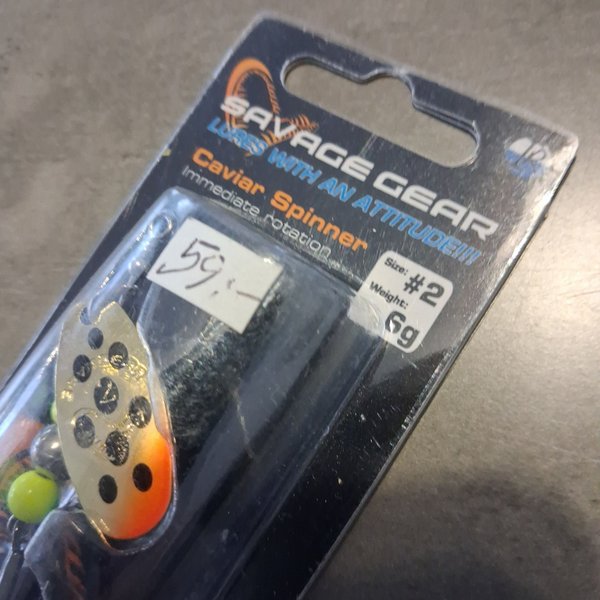 SAVAGE GEAR
LURES WITH AN ATTITUDE!!!
Caviar Spinner
Immediate rotation
59:-
Size:
#2
Weight:
6g